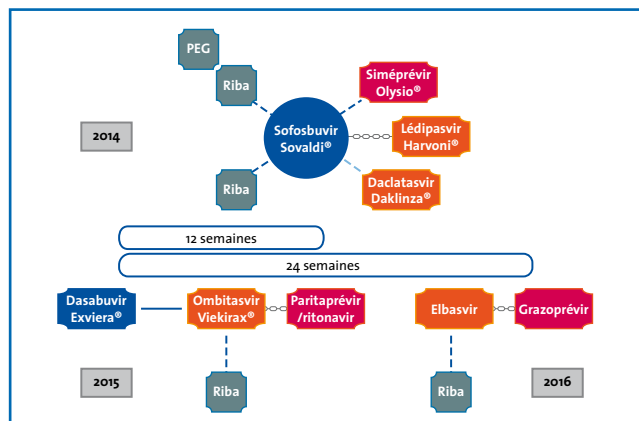 PEG
Riba
Siméprévir
Olysio®
2014
Sofosbuvir
Sovaldi®
Lédipasvir
Harvoni®
Riba
Daclatasvir
Daklinza®
12 semaines
24 semaines
Dasabuvir
Exviera®
Ombitasvir
Viekirax®
Paritaprévir
/ritonavir
Elbasvir
Grazoprévir
2015
Riba
Riba
2016